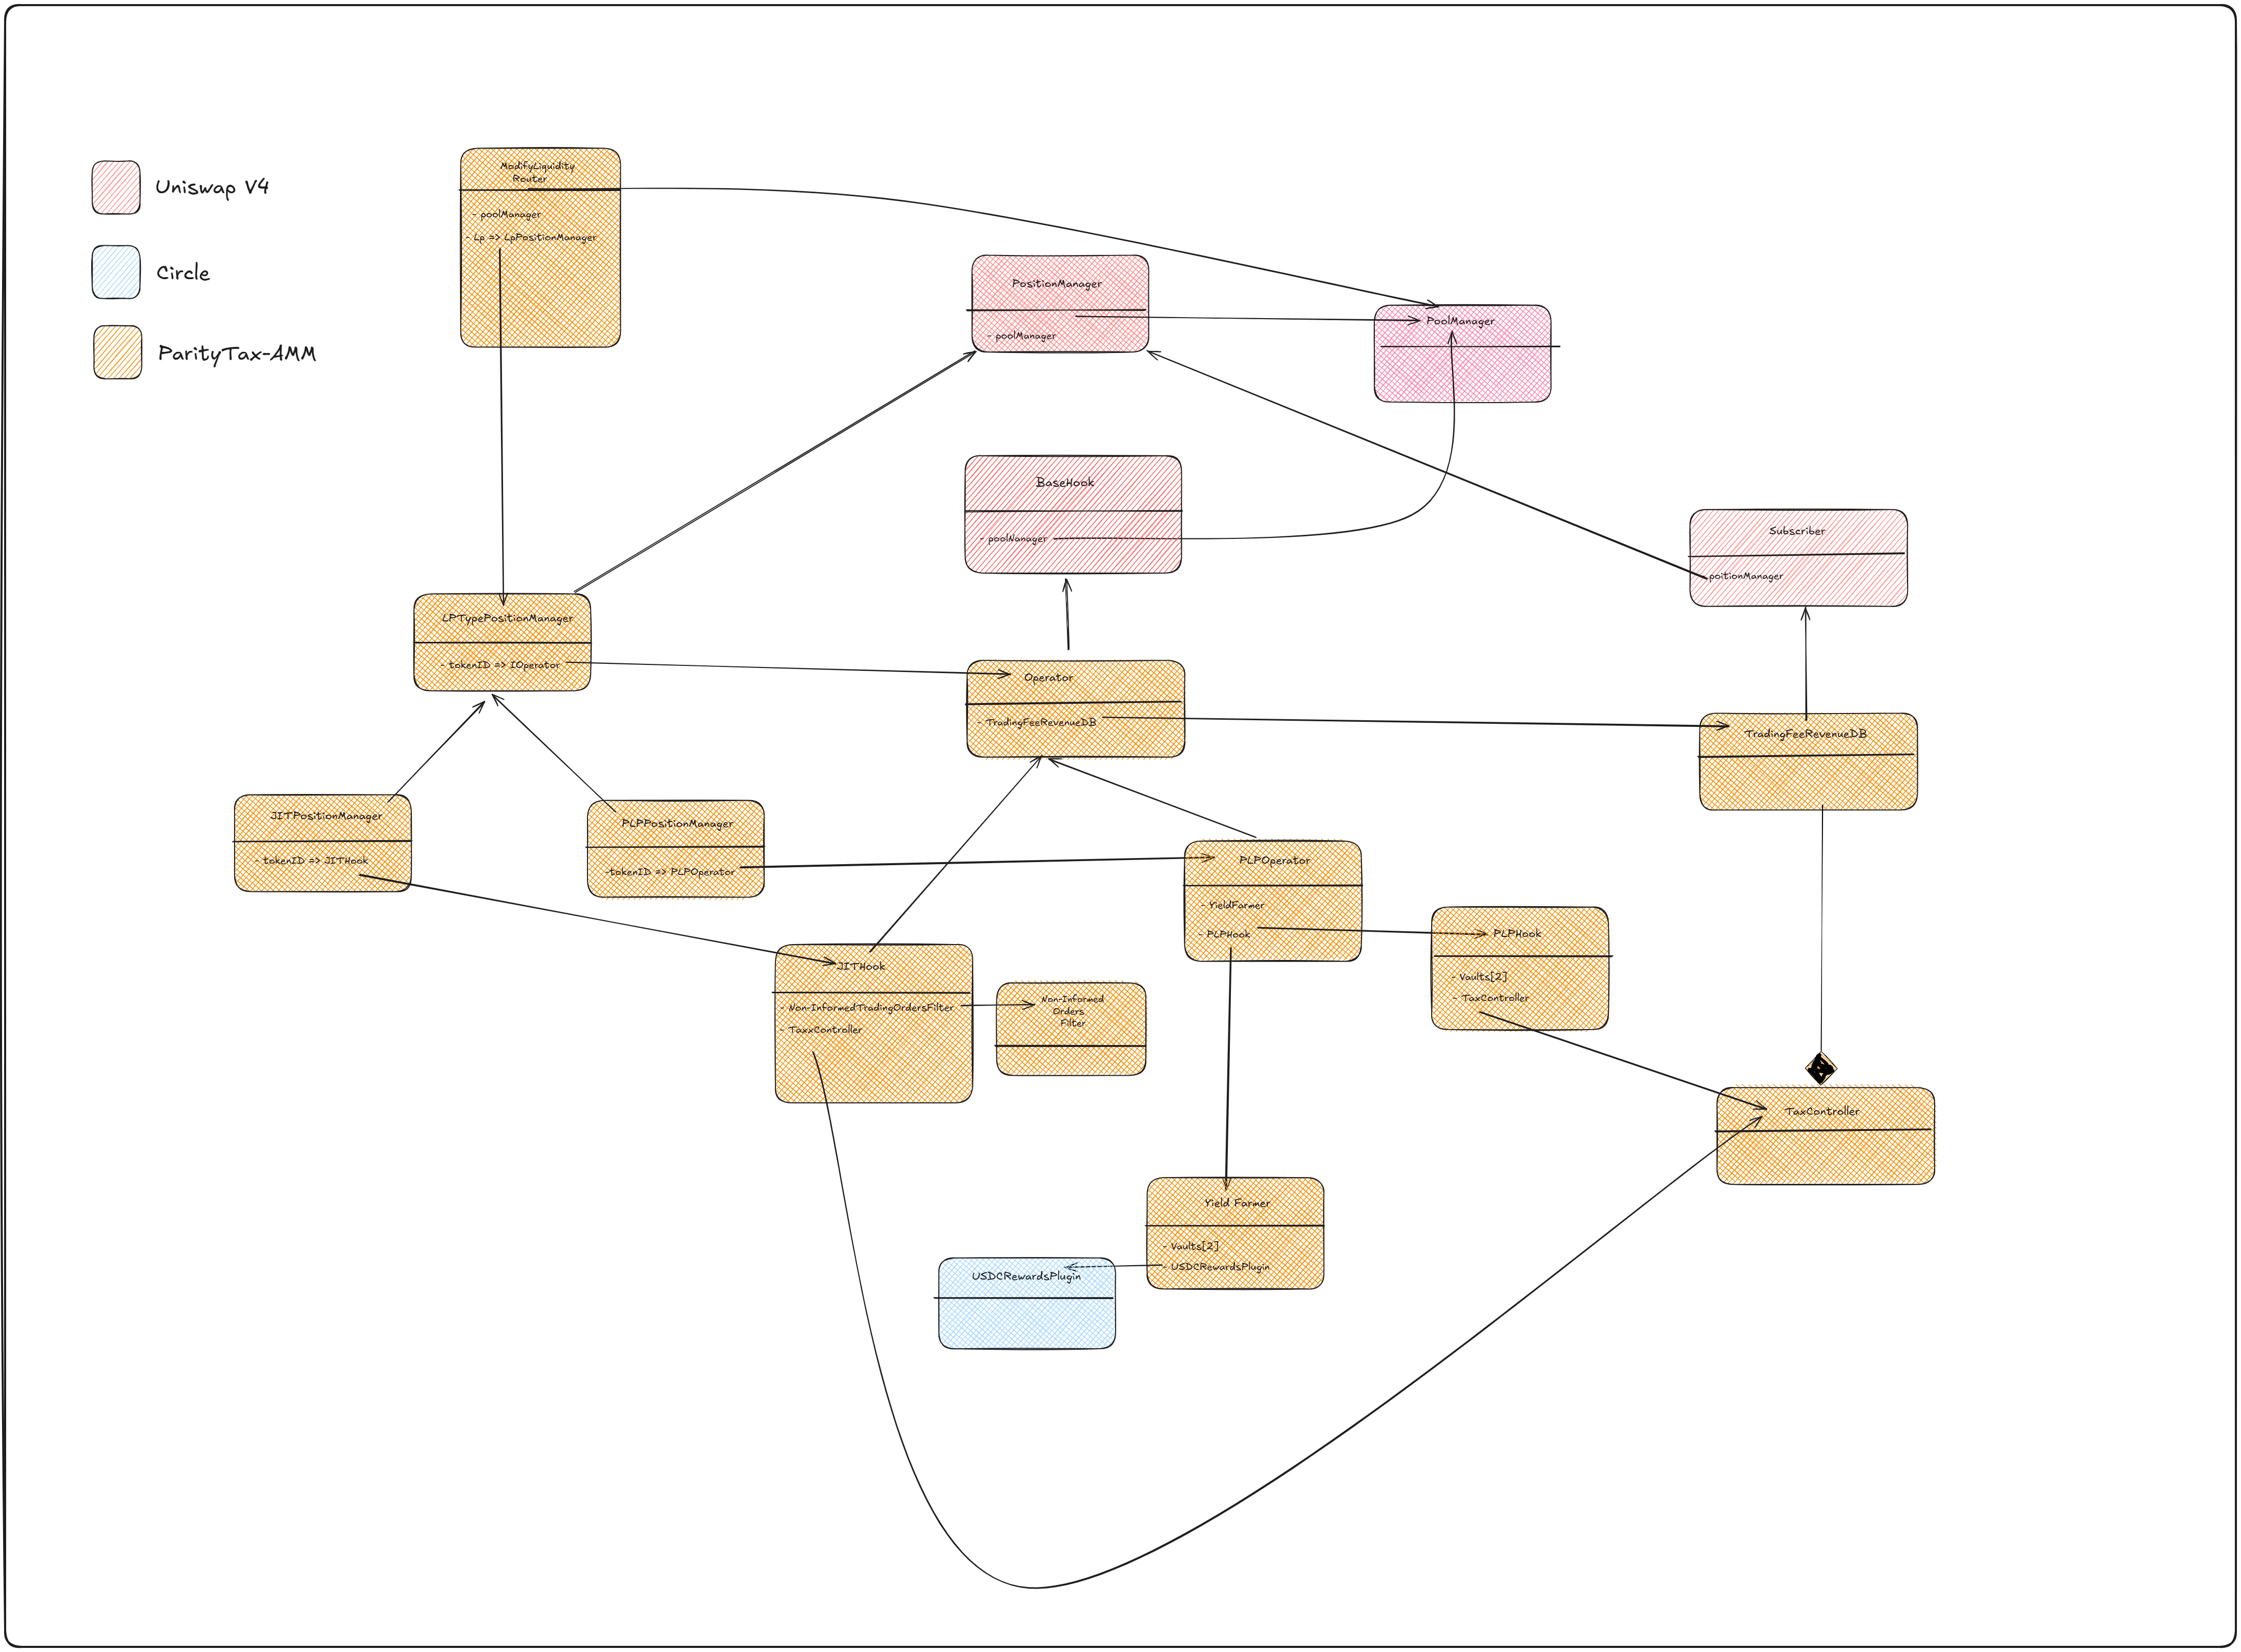 Uniswap V4
Circle
ParityTax-AMM
ModifyLiquidity
Router
- poolManager
- Lp => LpPositionManager
PositionManager
- poolManager
PoolManager
BaseHook
- poolManager
Subscriber
poitionManager
LPTypePositionManager
- tokenID => IOperator
Operator
- TradingFeeRevenueDB
TradingFeeRevenueDB
JITPositionManager
- tokenID => JITHook
PLPPositionManager
-tokenID => PLPOperator
PLPOperator
- YieldFarmer
- PLPHook
PLPHook
- Vaults[2]
- TaxController
JITHook
- Non-InformedTradingOrdersFilter
- TaxxController
Non-Informed
Orders
Filter
TaxController
Yield Farmer
- Vaults[2]
- USDCRewardsPlugin
USDCRewardsPlugin